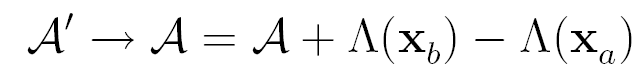 𝒜′ → 𝒜 = 𝒜 + Λ(𝐱_b) − Λ(𝐱_a)